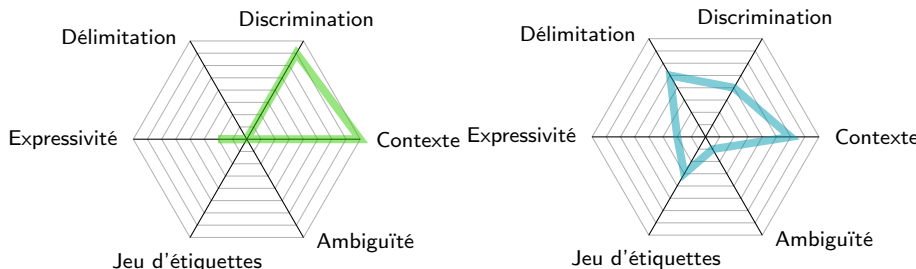 Discrimination
Délimitation
Expressivité
Contexte
Jeu d'étiquettes
Ambiguïté
Discrimination
Délimitation
Expressivité
Contexte
Jeu d'étiquettes
Ambiguïté